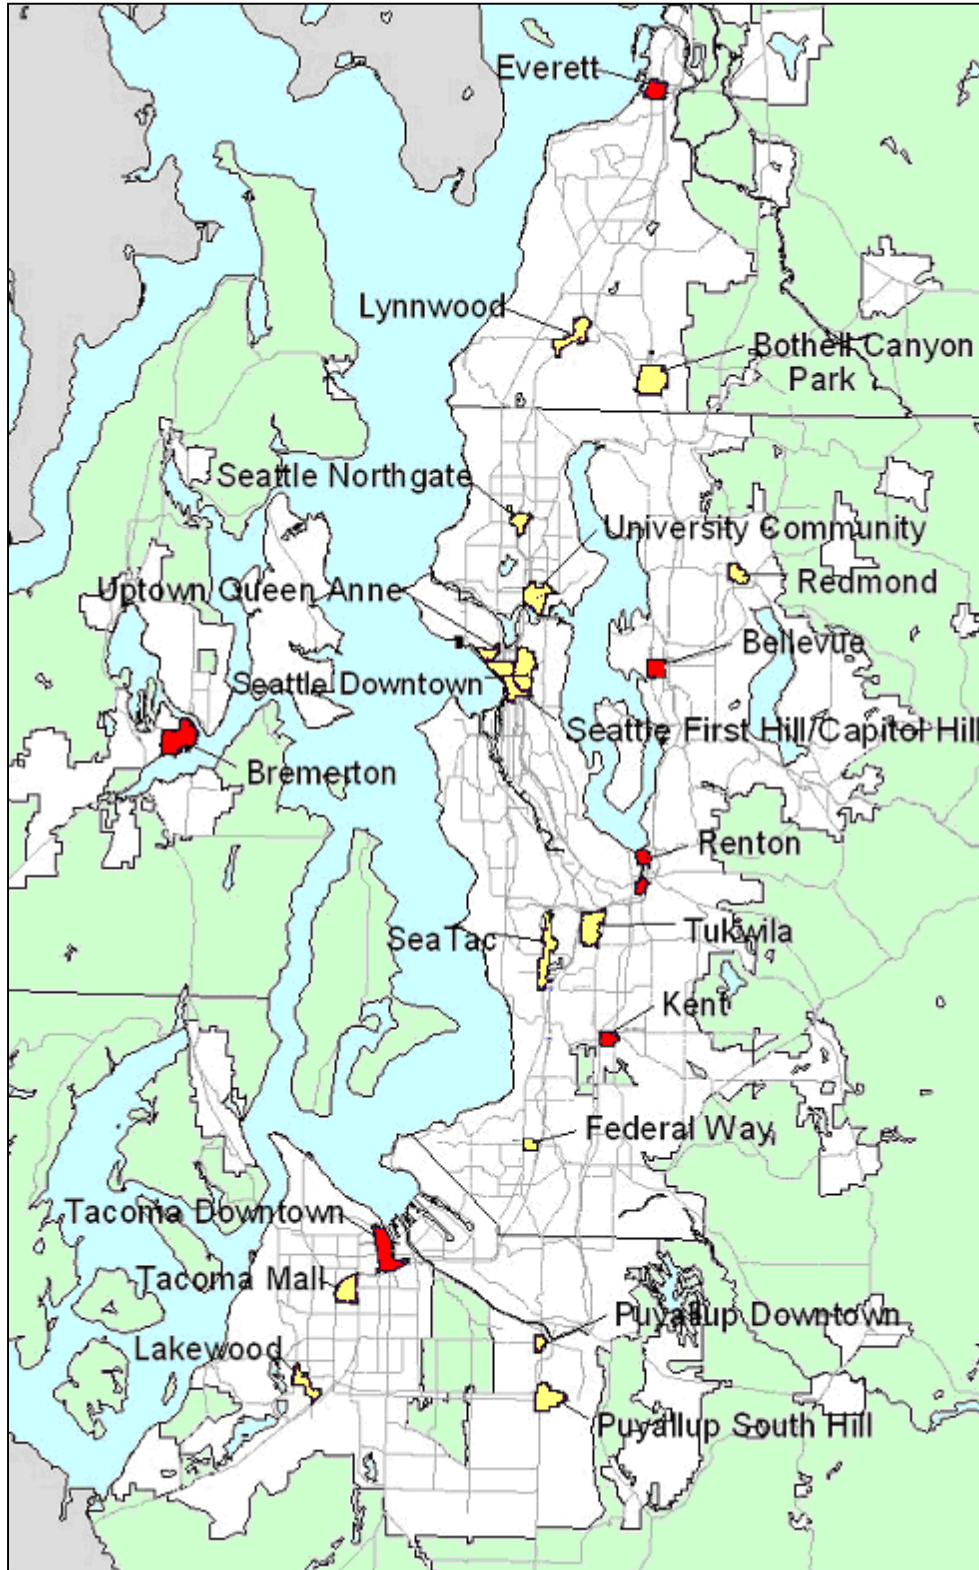 Everett
Lynnwood
Bothell Canyon
Park
Seattle Northgate
University Community
Redmond
Uptown Queen Anne
Bellevue
Seattle Downtown
Seattle First Hill/Capitol Hill
Bremerton
Renton
SeaTac
Tukwila
Kent
Federal Way
Tacoma Downtown
Tacoma Mall
Puyallup Downtown
Lakewood
Puyallup South Hill